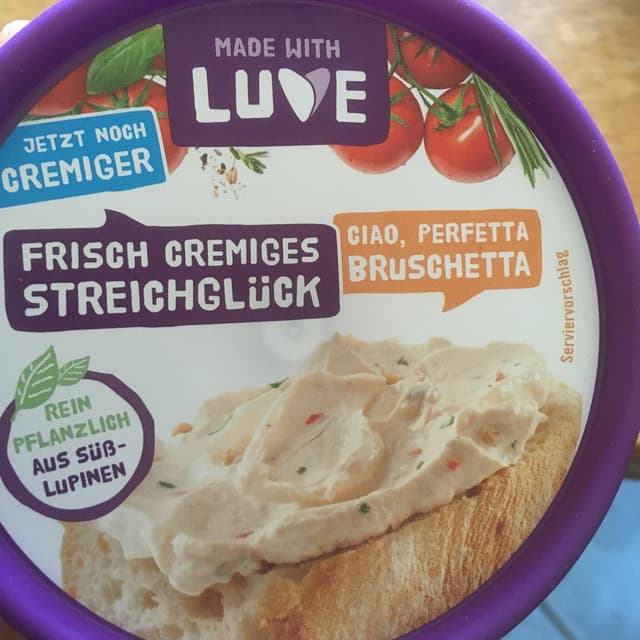 MADE WITH
LUVE
JETZT NOCH
CREMIGER
FRISCH CREMIGES
STREICHGLÜCK
CIAO, PERFETTA
BRUSCHETTA
Serviervorschlag
REIN
PFLANZLICH
AUS SÜẞ-
LUPINEN